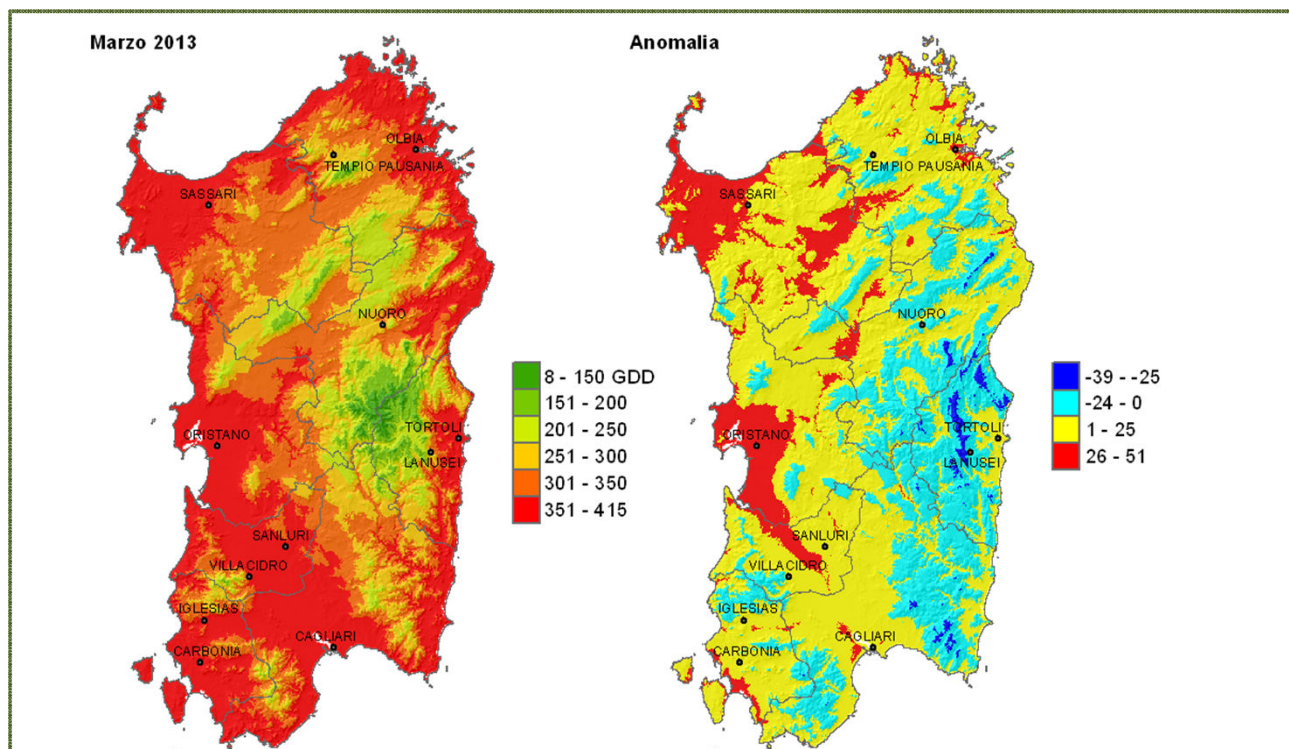 Marzo 2013
OLBIA
TEMPIO PAUSANIA
SASSARI
NUORO
ORISTANO
TORTOLI
LANUSEI
SANLURI
VILLACIDRO
IGLESIAS
CAGLIARI
CARBONIA
8 - 150 GDD
151 - 200
201 - 250
251 - 300
301 - 350
351 - 415
Anomalia
OLBIA
TEMPIO PAUSANIA
SASSARI
NUORO
ORISTANO
TORTOLI
LANUSEI
SANLURI
VILLACIDRO
IGLESIAS
CAGLIARI
CARBONIA
-39 - -25
-24 - 0
1 - 25
26 - 51